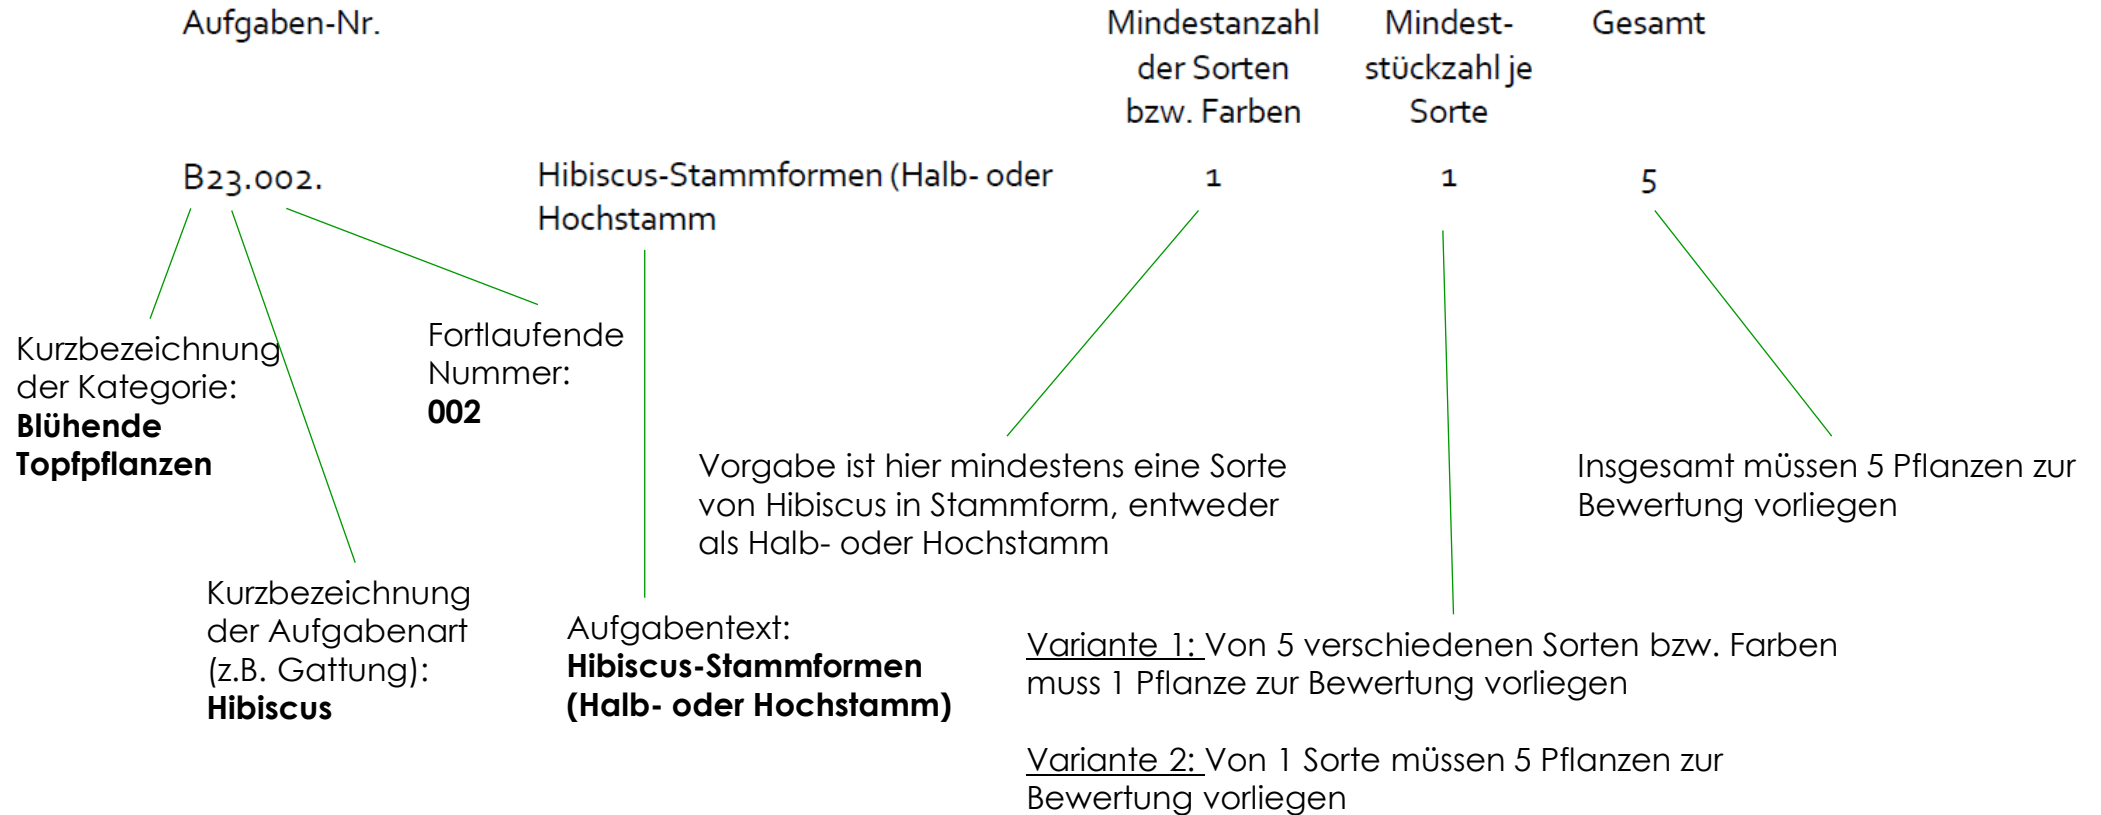 Aufgaben-Nr.
Mindestanzahl
der Sorten
bzw. Farben
Mindest-
stückzahl je
Sorte
Gesamt
B23.002.
Hibiscus-Stammformen (Halb- oder
Hochstamm
1
1
5
Kurzbezeichnung
der Kategorie:
Blühende
Topfpflanzen
Fortlaufende
Nummer:
002
Vorgabe ist hier mindestens eine Sorte
von Hibiscus in Stammform, entweder
als Halb- oder Hochstamm
Insgesamt müssen 5 Pflanzen zur
Bewertung vorliegen
Kurzbezeichnung
der Aufgabenart
(z.B. Gattung):
Hibiscus
Aufgabentext:
Hibiscus-Stammformen
(Halb- oder Hochstamm)
Variante 1: Von 5 verschiedenen Sorten bzw. Farben
muss 1 Pflanze zur Bewertung vorliegen
Variante 2: Von 1 Sorte müssen 5 Pflanzen zur
Bewertung vorliegen